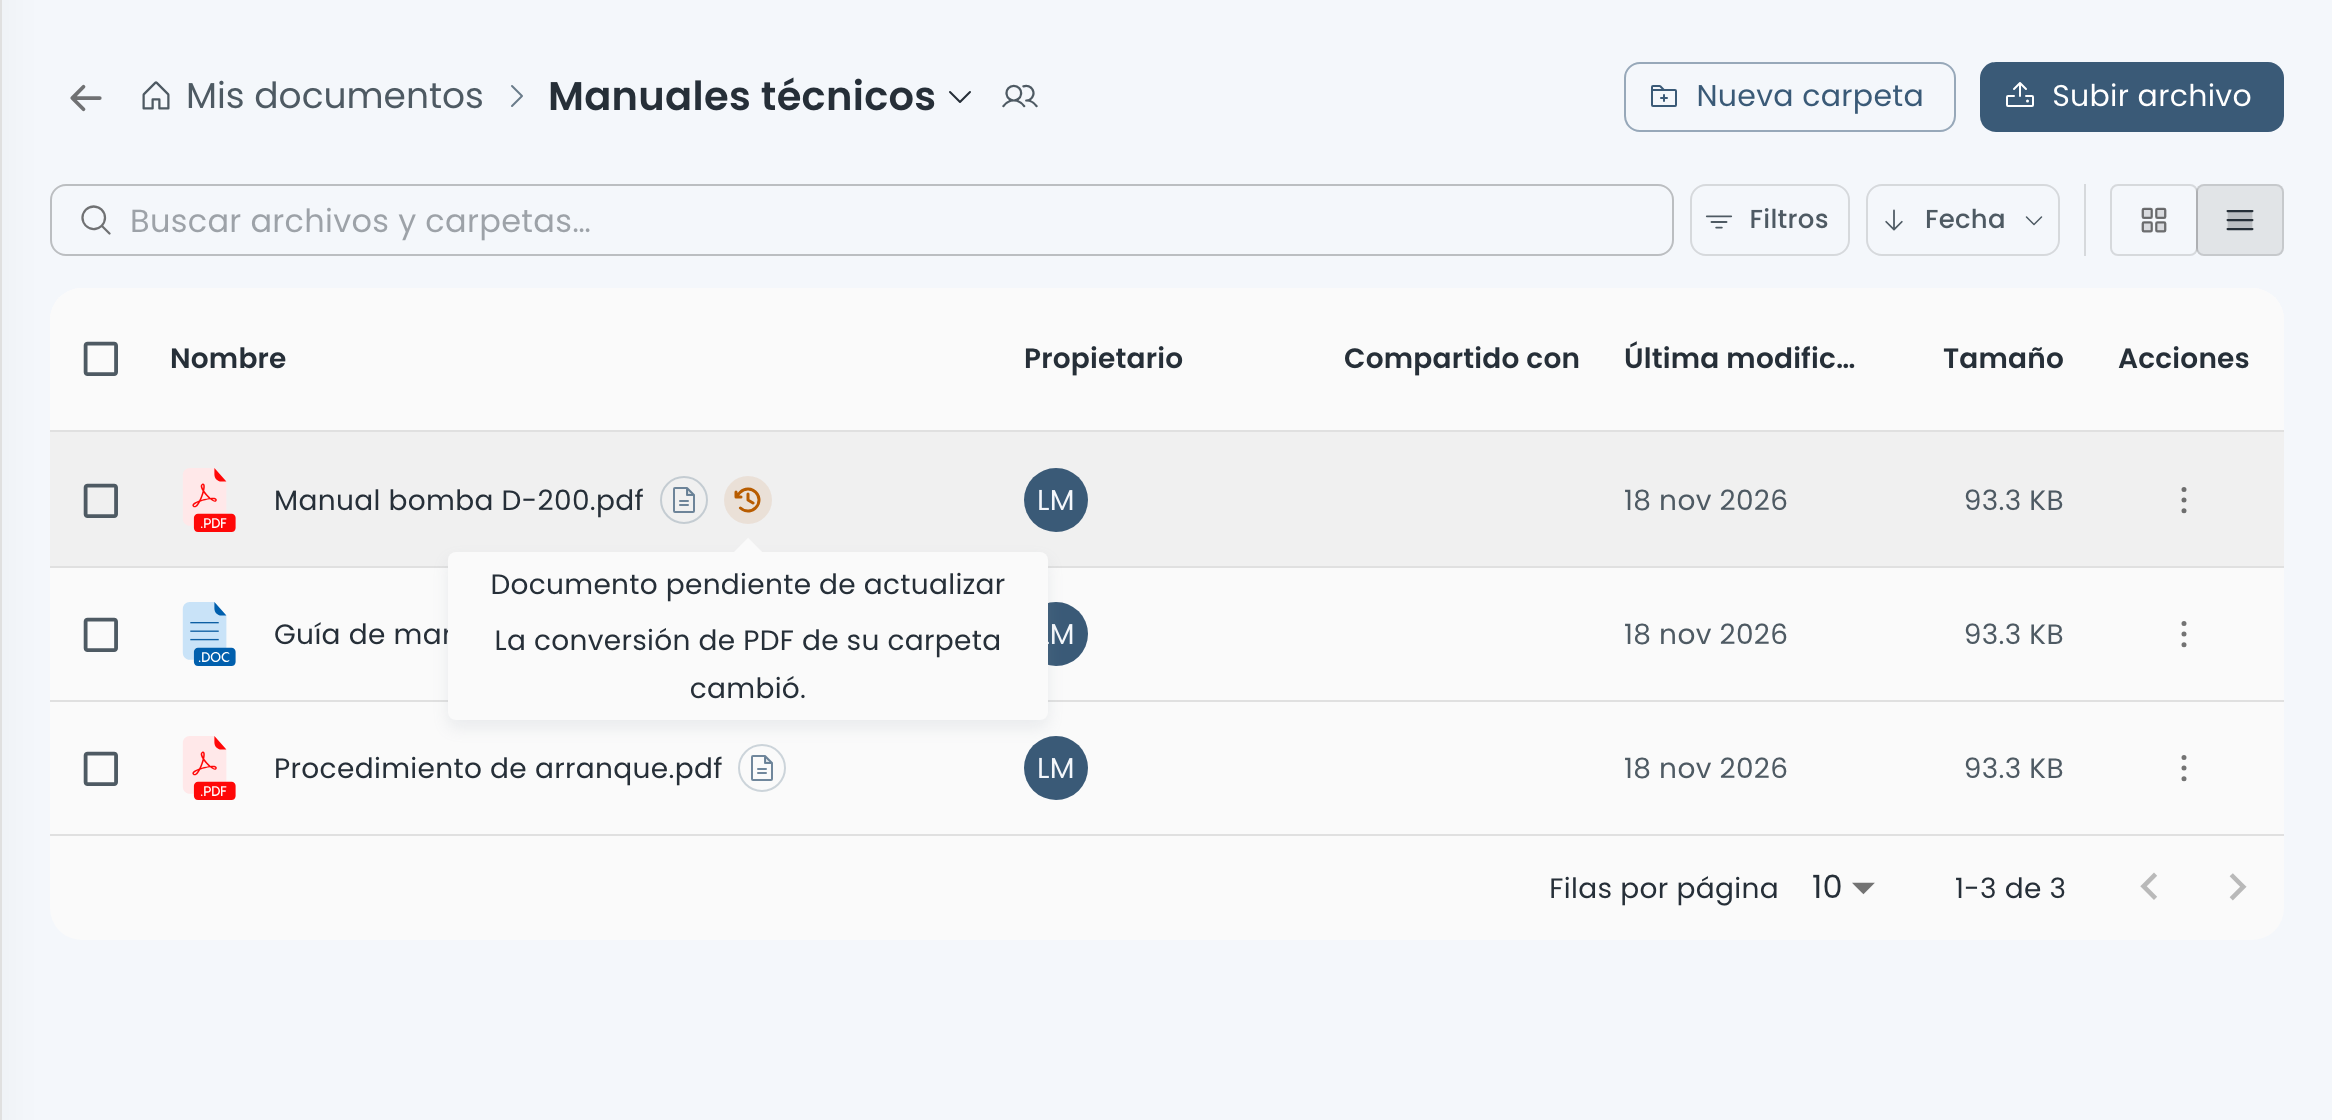 Mis documentos > Manuales técnicos
Nueva carpeta
Subir archivo
Buscar archivos y carpetas...
Filtros
Fecha
Nombre Propietario Compartido con Última modific... Tamaño Acciones
.PDF Manual bomba D-200.pdf LM 18 nov 2026 93.3 KB
Documento pendiente de actualizar
La conversión de PDF de su carpeta
cambió.
.DOC Guía de 18 nov 2026 93.3 KB
.PDF Procedimiento de arranque.pdf LM 18 nov 2026 93.3 KB
Filas por página 10 1-3 de 3